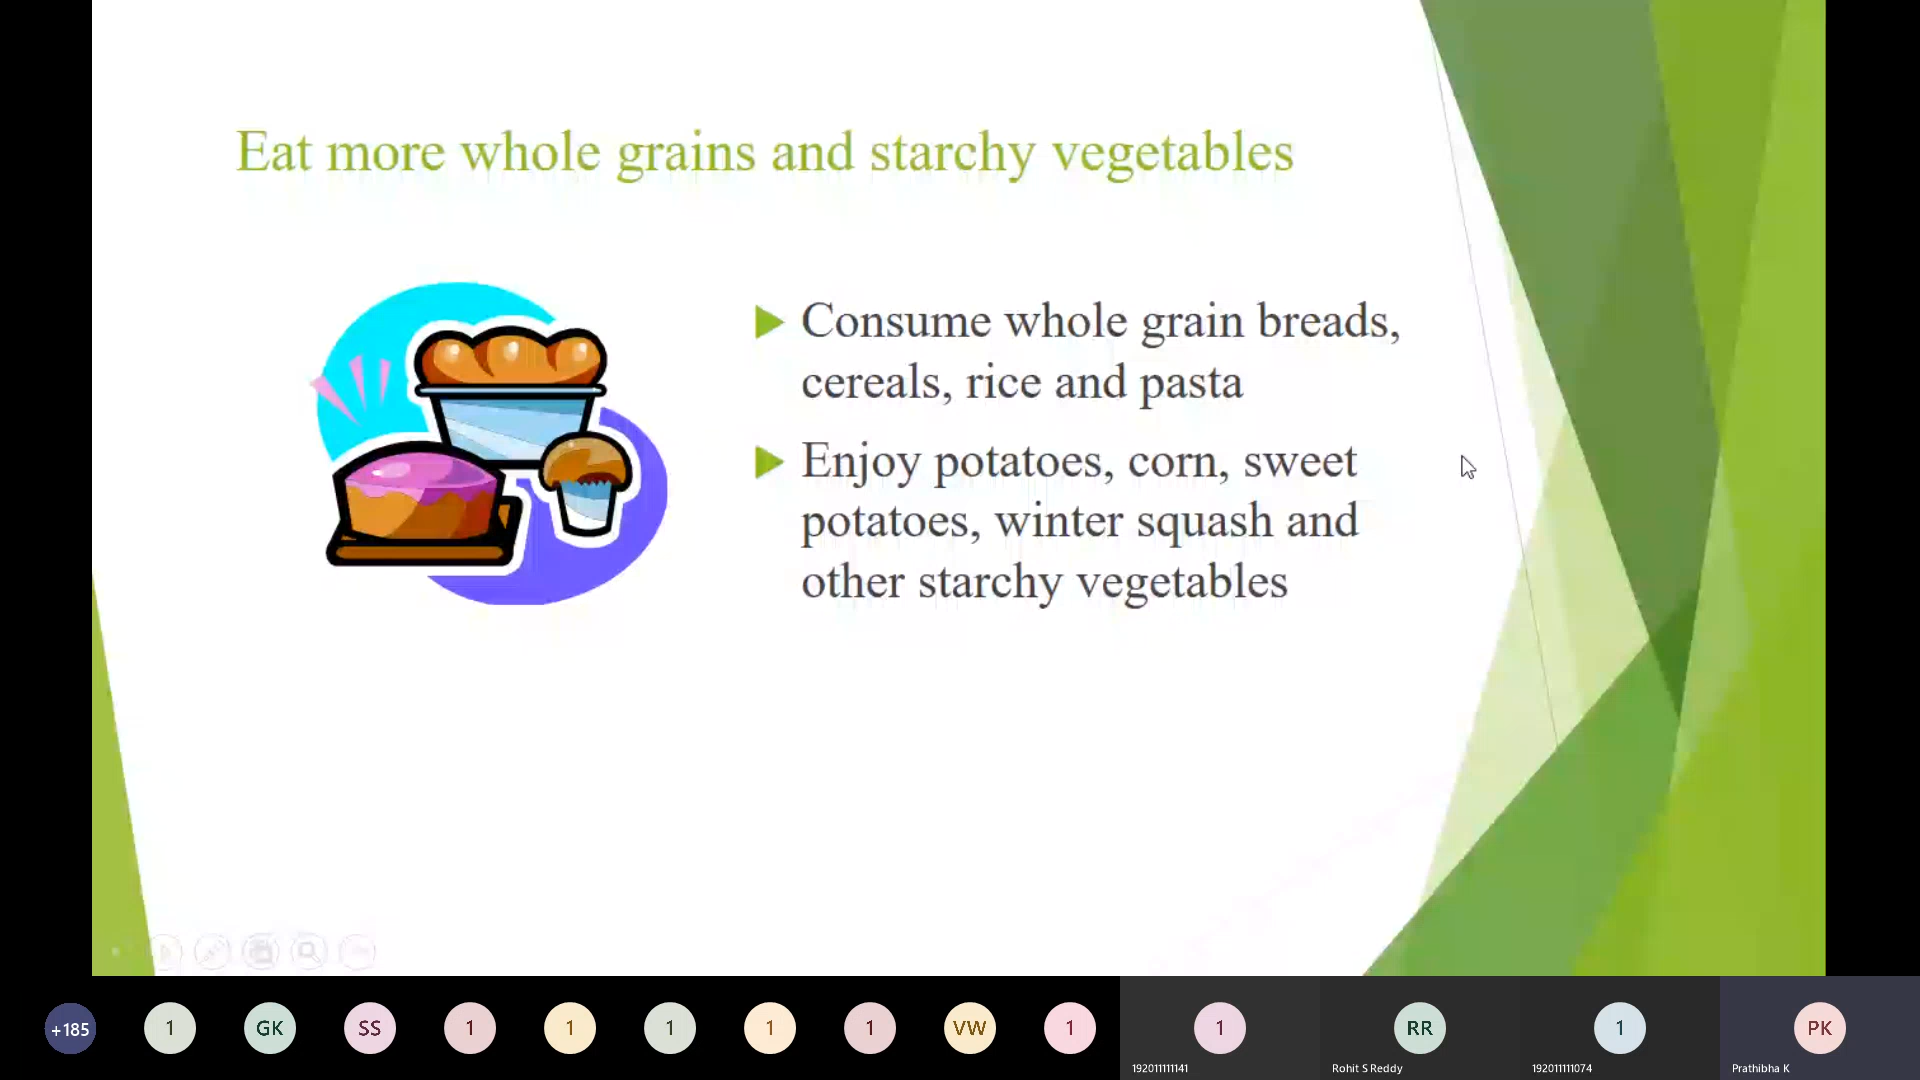 Eat more whole grains and starchy vegetables
Consume whole grain breads,
cereals, rice and pasta
Enjoy potatoes, corn, sweet
potatoes, winter squash and
other starchy vegetables
+185
1
GK
SS
1
1
1
1
1
VW
1
1
RR
1
PK
192011111141
Rohit S Reddy
192011111074
Prathibha K